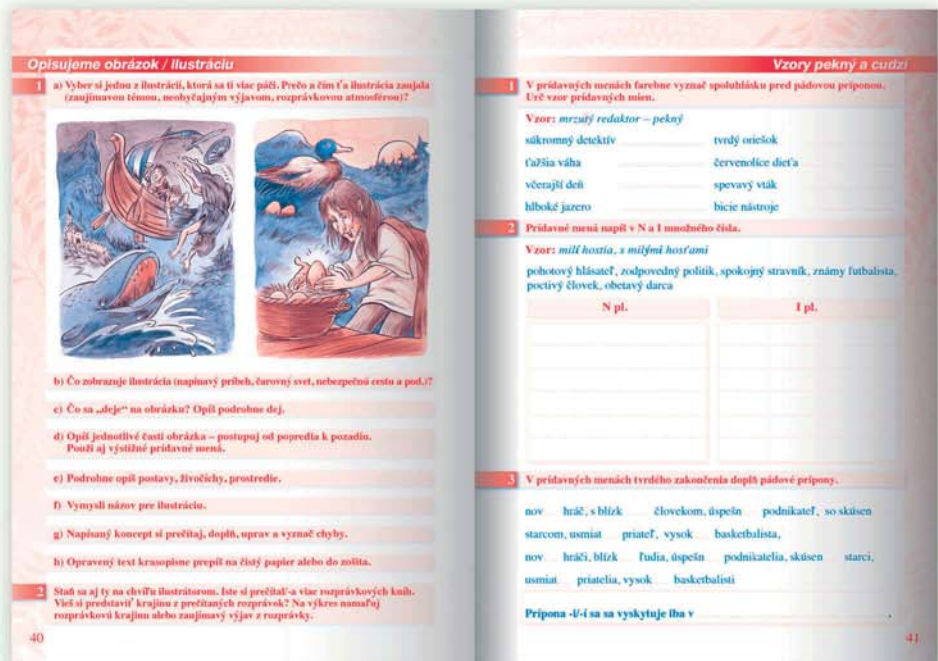 Opisujeme obrázok / ilustráciu
1 a) Vyber si jednu z ilustrácií, ktorá sa ti viac páči. Prečo a čím ťa ilustrácia zaujala
(zaujímavou témou, neobyčajným výjavom, rozprávkovou atmosférou)?
b) Čo zobrazuje ilustrácia (napínavý príbeh, čarovný svet, nebezpečnú cestu a pod.)?
c) Čo sa „deje“ na obrázku? Opíš podrobne dej.
d) Opíš jednotlivé časti obrázka – postupuj od popredia k pozadiu.
Použi aj výstižné prídavné mená.
e) Podrobne opíš postavy, živočíchy, prostredie.
f) Vymysli názov pre ilustráciu.
g) Napísaný koncept si prečítaj, doplň, uprav a vyznač chyby.
h) Opravený text krasopisne prepíš na čistý papier alebo do zošita.
2 Staň sa aj ty na chvíľu ilustrátorom. Iste si prečítal/-a viac rozprávkových kníh.
Vieš si predstaviť krajinu z prečítaných rozprávok? Na výkres namaľuj
rozprávkovú krajinu alebo zaujímavý výjav z rozprávky.
40
Vzory pekný a cudzí
1 V prídavných menách farebne vyznač spoluhlásku pred pádovou príponou.
Urč vzor prídavných mien.
Vzor: mrzutý redaktor – pekný
súkromný detektív tvrdý oriešok
ťažšia váha červenolíce dieťa
včerajší deň spevavý vták
hlboké jazero bicie nástroje
2 Prídavné mená napíš v N a I množného čísla.
Vzor: milí hostia, s milými hosťami
pohotový hlásateľ, zodpovedný politik, spokojný stravník, známy futbalista,
poctivý človek, obetavý darca
N pl. I pl.
3 V prídavných menách tvrdého zakončenia doplň pádové prípony.
nov hráč, s blízk človekom, úspešn podnikateľ, so skúsen
starcom, usmiat priateľ, vysok basketbalista,
nov hráči, blízk ľudia, úspešn podnikatelia, skúsen starci,
usmiat priatelia, vysok basketbalisti
Prípona -i/-í sa sa vyskytuje iba v .
41